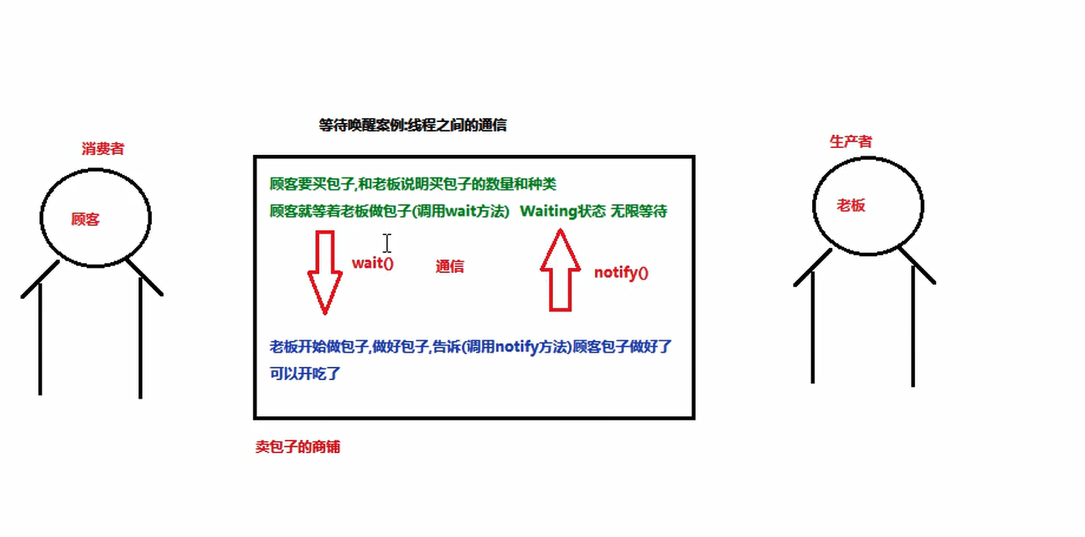 等待唤醒案例:线程之间的通信
消费者
生产者
顾客
老板
顾客要买包子,和老板说明买包子的数量和种类
顾客就等着老板做包子(调用wait方法) Waiting状态 无限等待
wait()
通信
notify()
老板开始做包子,做好包子,告诉(调用notify方法)顾客包子做好了
可以开吃了
卖包子的商铺